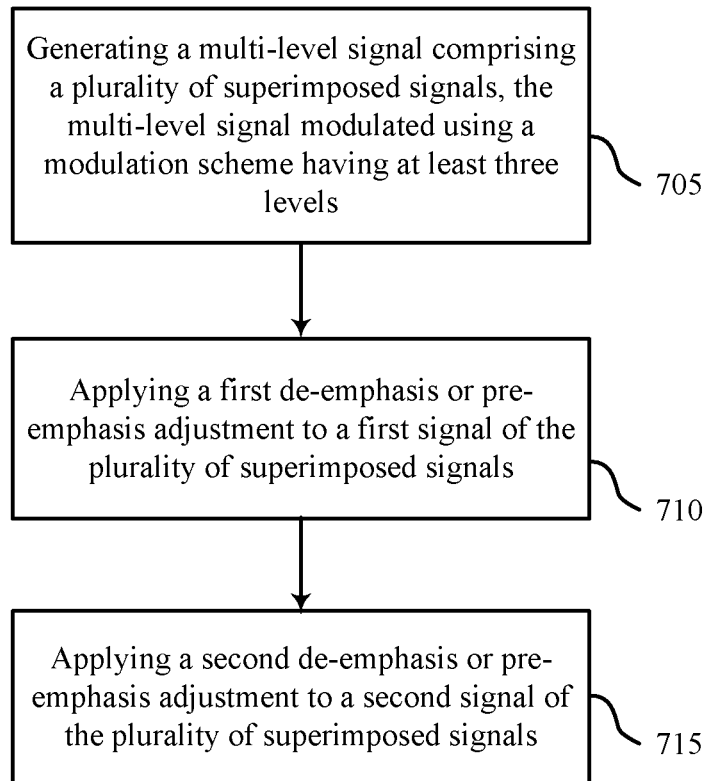 Generating a multi-level signal comprising
a plurality of superimposed signals, the
multi-level signal modulated using a
modulation scheme having at least three
levels
705
Applying a first de-emphasis or pre-
emphasis adjustment to a first signal of the
plurality of superimposed signals
710
Applying a second de-emphasis or pre-
emphasis adjustment to a second signal of
the plurality of superimposed signals
715